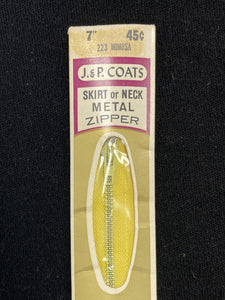 7" 45¢
223 MIMOSA
J.&P. COATS
SKIRT or NECK
METAL
ZIPPER